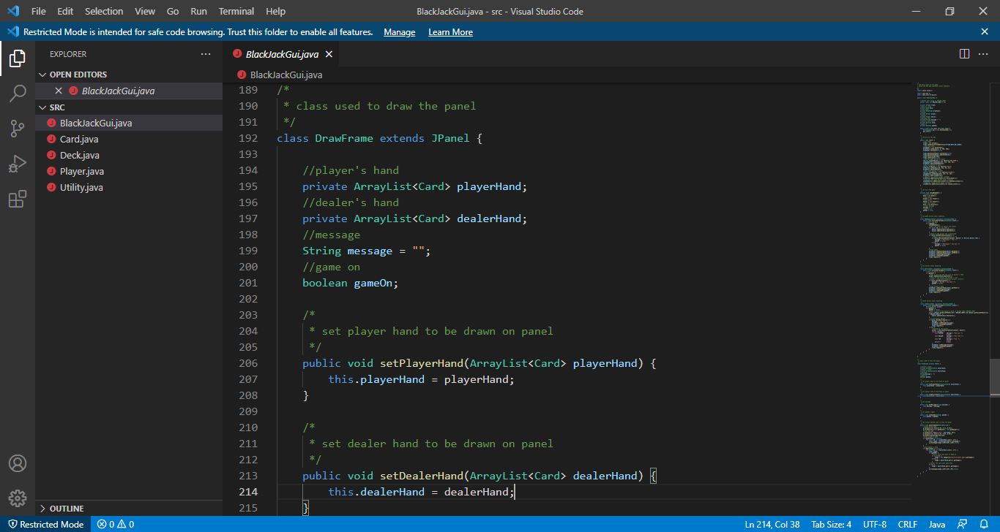 File Edit Selection View Go Run Terminal Help BlackJackGui.java - src - Visual Studio Code
Restricted Mode is intended for safe code browsing. Trust this folder to enable all features. Manage Learn More
EXPLORER
OPEN EDITORS
BlackJackGui.java
SRC
BlackJackGui.java
Card.java
Deck.java
Player.java
Utility.java
OUTLINE
BlackJackGui.java
BlackJackGui.java
189 /*
190  * class used to draw the panel
191  */
192 class DrawFrame extends JPanel {
193
194     //player's hand
195     private ArrayList<Card> playerHand;
196     //dealer's hand
197     private ArrayList<Card> dealerHand;
198     //message
199     String message = "";
200     //game on
201     boolean gameOn;
202
203     /*
204      * set player hand to be drawn on panel
205      */
206     public void setPlayerHand(ArrayList<Card> playerHand) {
207         this.playerHand = playerHand;
208     }
209
210     /*
211      * set dealer hand to be drawn on panel
212      */
213     public void setDealerHand(ArrayList<Card> dealerHand) {
214         this.dealerHand = dealerHand;
215     }
Restricted Mode 0 0 Ln 214, Col 38 Tab Size: 4 UTF-8 CRLF Java